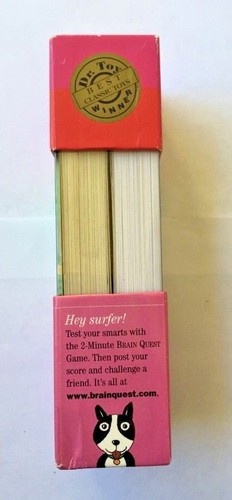 Dr. Toy
BEST
CLASSIC TOYS
WINNER
Hey surfer!
Test your smarts with
the 2-Minute BRAIN QUEST
Game. Then post your
score and challenge a
friend. It's all at
www.brainquest.com.